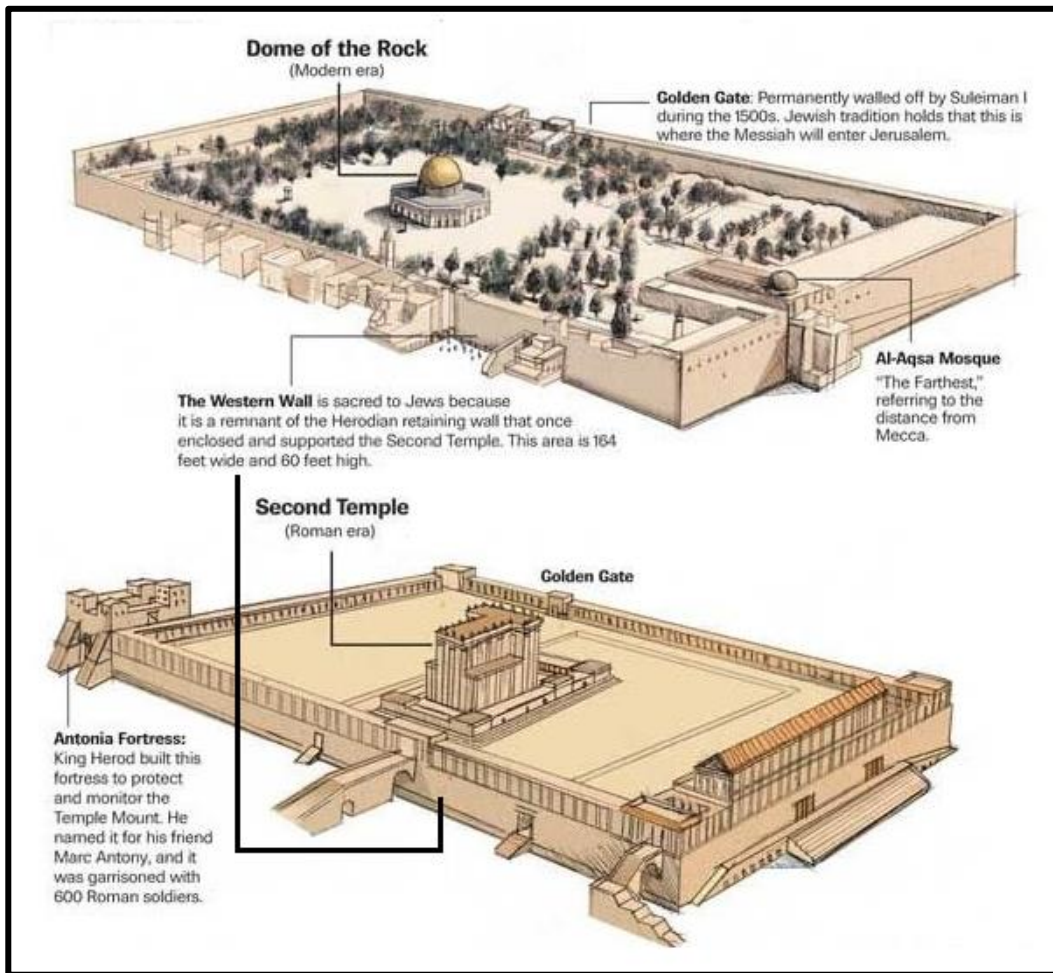 Dome of the Rock
(Modern era)
Golden Gate: Permanently walled off by Suleiman I
during the 1500s. Jewish tradition holds that this is
where the Messiah will enter Jerusalem.
Al-Aqsa Mosque
"The Farthest,"
referring to the
distance from
Mecca.
The Western Wall is sacred to Jews because
it is a remnant of the Herodian retaining wall that once
enclosed and supported the Second Temple. This area is 164
feet wide and 60 feet high.
Second Temple
(Roman era)
Golden Gate
Antonia Fortress:
King Herod built this
fortress to protect
and monitor the
Temple Mount. He
named it for his friend
Marc Antony, and it
was garrisoned with
600 Roman soldiers.